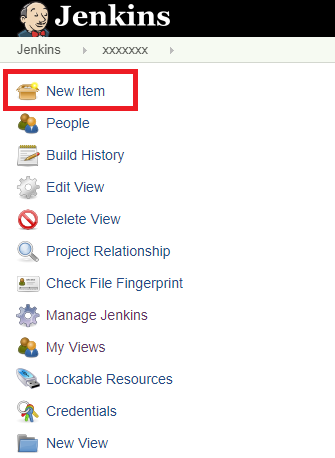 Jenkins
Jenkins xxxxxxx
New Item
People
Build History
Edit View
Delete View
Project Relationship
Check File Fingerprint
Manage Jenkins
My Views
Lockable Resources
Credentials
New View